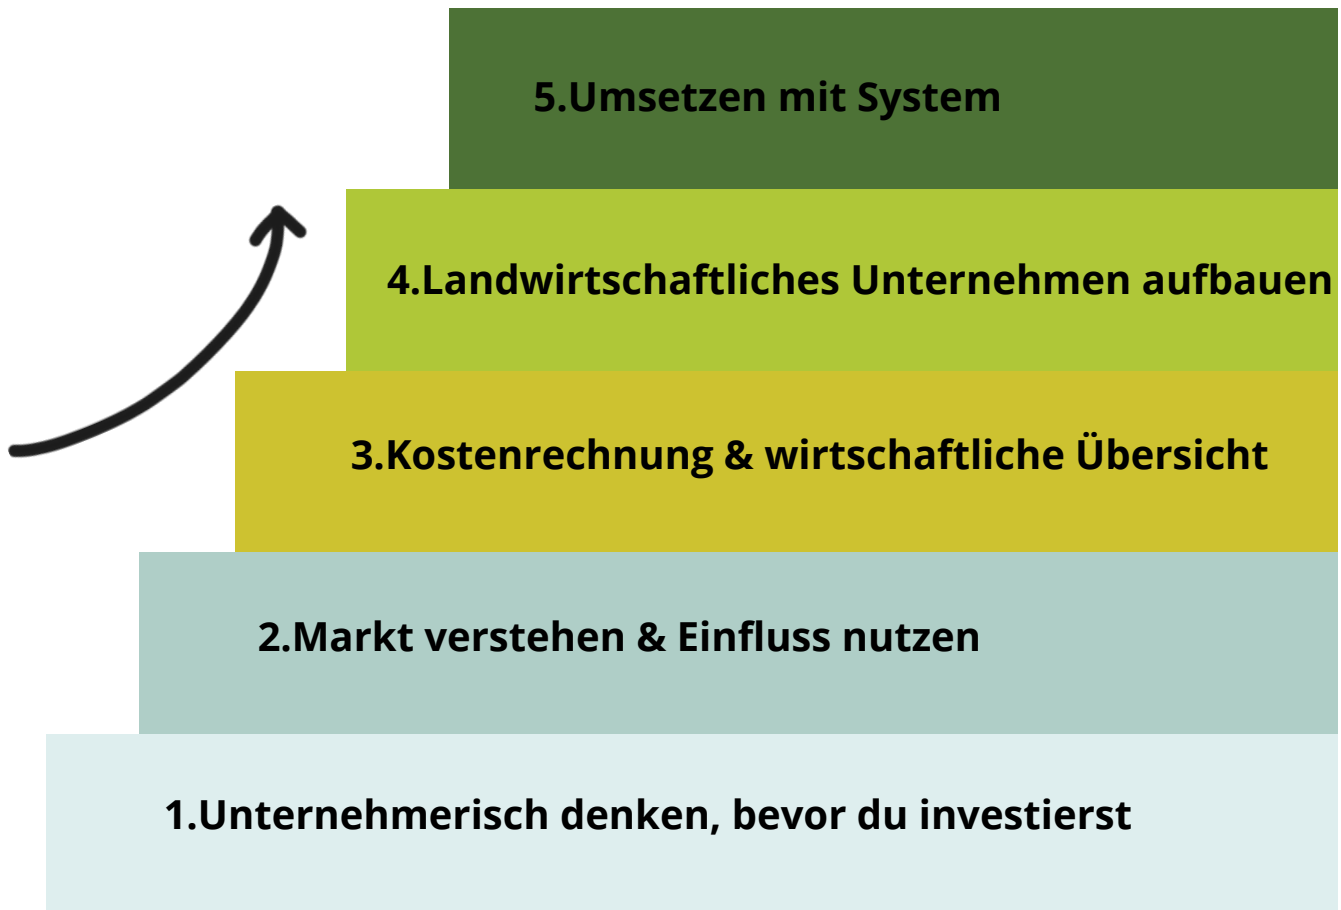 5.Umsetzen mit System
4.Landwirtschaftliches Unternehmen aufbauen
3.Kostenrechnung & wirtschaftliche Übersicht
2.Markt verstehen & Einfluss nutzen
1.Unternehmerisch denken, bevor du investierst